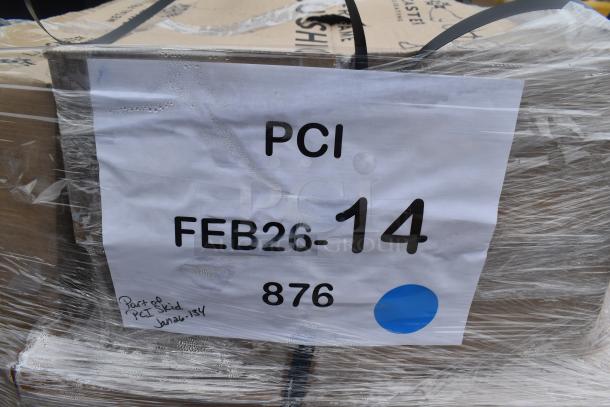 PCI
FEB26-14
876
Part of
PCI Skid
Jan26-134